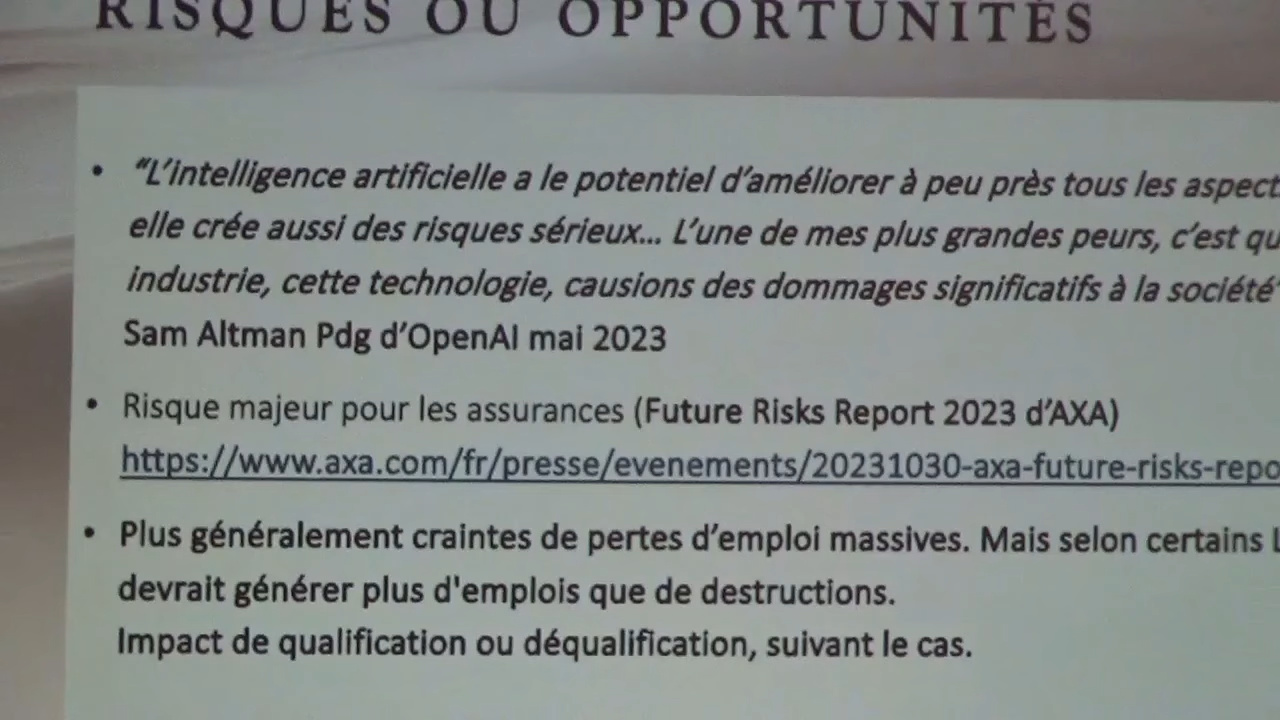 RISQUES OU OPPORTUNITÉS
• "L'intelligence artificielle a le potentiel d'améliorer à peu près tous les
elle crée aussi des risques sérieux... L'une de mes plus grandes peurs, c'est
industrie, cette technologie, causions des dommages significatifs à la société"
Sam Altman Pdg d'OpenAI mai 2023
• Risque majeur pour les assurances (Future Risks Report 2023 d'AXA)
https://www.axa.com/fr/presse/evenements/20231030-axa-future-risks-repo
• Plus généralement craintes de pertes d'emploi massives. Mais selon certains
devrait générer plus d'emplois que de destructions.
Impact de qualification ou déqualification, suivant le cas.